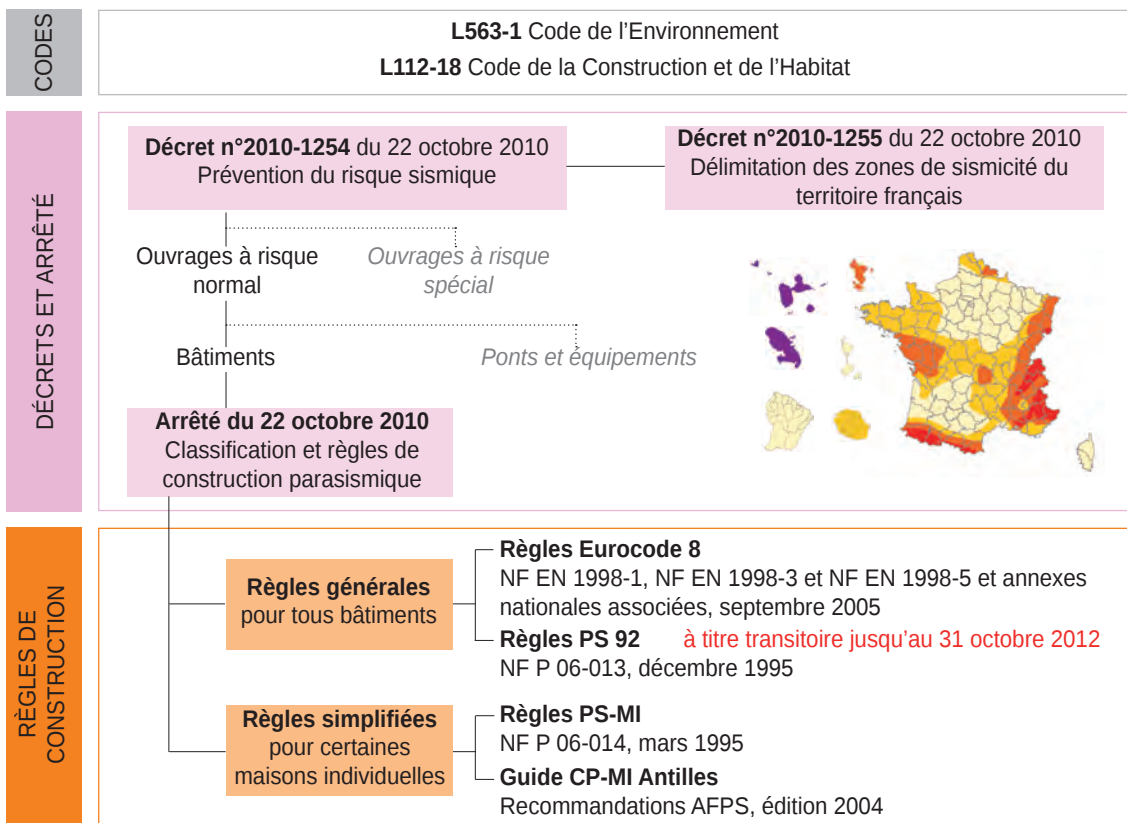 CODES
L563-1 Code de l'Environnement
L112-18 Code de la Construction et de l'Habitat
DÉCRETS ET ARRÊTÉ
Décret n°2010-1254 du 22 octobre 2010
Prévention du risque sismique
Décret n°2010-1255 du 22 octobre 2010
Délimitation des zones de sismicité du
territoire français
Ouvrages à risque
normal
Ouvrages à risque
spécial
Bâtiments
Ponts et équipements
Arrêté du 22 octobre 2010
Classification et règles de
construction parasismique
RÈGLES DE
CONSTRUCTION
Règles générales
pour tous bâtiments
Règles Eurocode 8
NF EN 1998-1, NF EN 1998-3 et NF EN 1998-5 et annexes
nationales associées, septembre 2005
Règles PS 92 à titre transitoire jusqu'au 31 octobre 2012
NF P 06-013, décembre 1995
Règles simplifiées
pour certaines
maisons individuelles
Règles PS-MI
NF P 06-014, mars 1995
Guide CP-MI Antilles
Recommandations AFPS, édition 2004